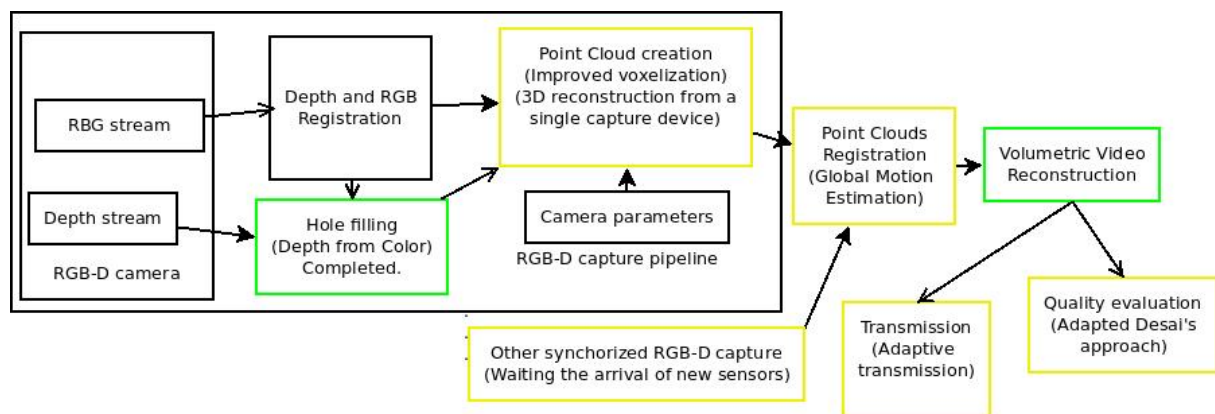 RBG stream
Depth stream
RGB-D camera
Depth and RGB
Registration
Hole filling
(Depth from Color)
Completed.
Point Cloud creation
(Improved voxelization)
(3D reconstruction from a
single capture device)
Camera parameters
RGB-D capture pipeline
Other synchorized RGB-D capture
(Waiting the arrival of new sensors)
Point Clouds
Registration
(Global Motion
Estimation)
Volumetric Video
Reconstruction
Transmission
(Adaptive
transmission)
Quality evaluation
(Adapted Desai's
approach)